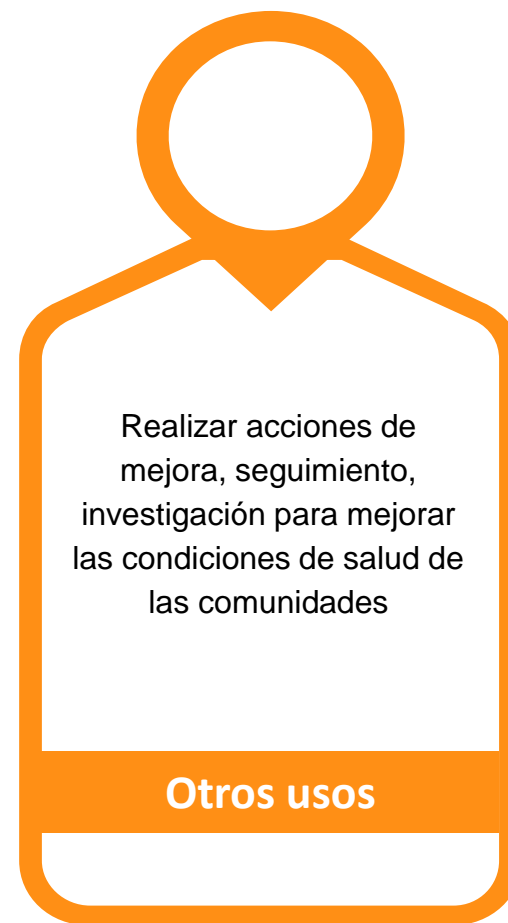 Realizar acciones de
mejora, seguimiento,
investigación para mejorar
las condiciones de salud de
las comunidades
Otros usos